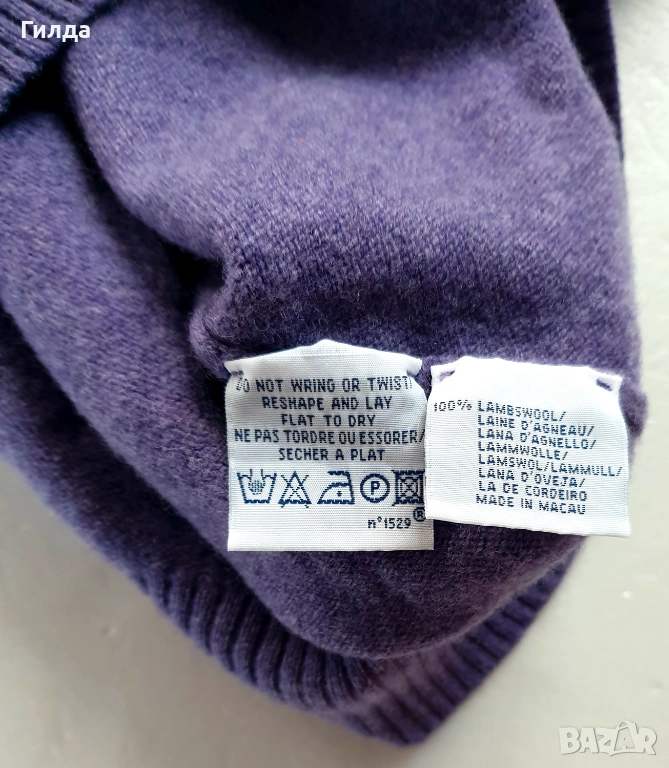 Гилда
DO NOT WRING OR TWIST/
RESHAPE AND LAY
FLAT TO DRY
NE PAS TORDRE OU ESSORER/
SECHER A PLAT
P
n°1529 ®
100% LAMBSWOOL/
LAINE D'AGNEAU/
LANA D'AGNELLO/
LAMMWOLLE/
LAMSWOL/LAMMULL/
LANA D'OVEJA/
LA DE CORDEIRO
MADE IN MACAU
BAZAR